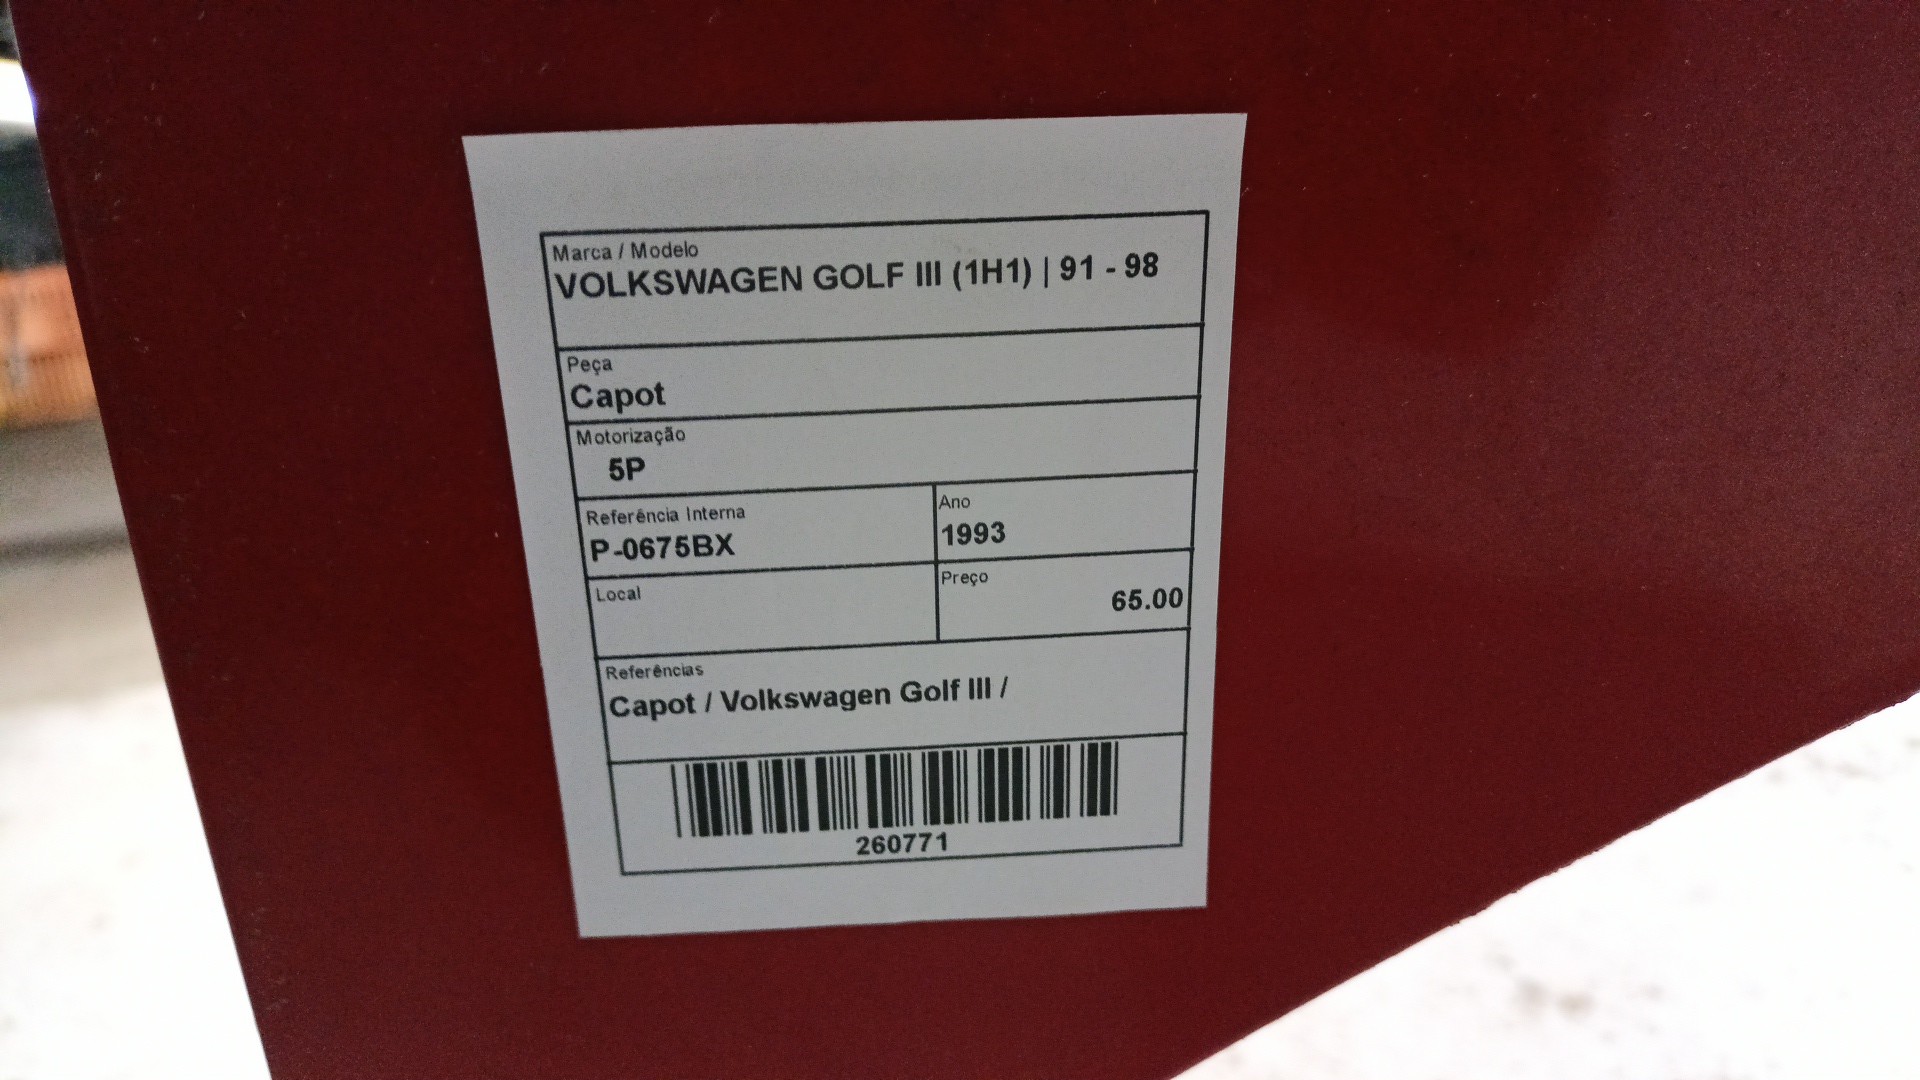 Marca / Modelo
VOLKSWAGEN GOLF III (1H1) | 91 - 98
Peça
Capot
Motorização
5P
Referência Interna
P-0675BX
Ano
1993
Local
Preço
65.00
Referências
Capot / Volkswagen Golf III /
260771